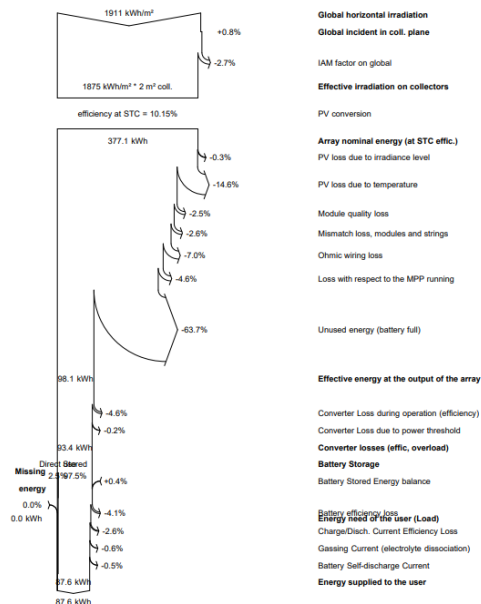 1911 kWh/m² Global horizontal irradiation
+0.8% Global incident in coll. plane
-2.7% IAM factor on global
1875 kWh/m² * 2 m² coll. Effective irradiation on collectors
efficiency at STC = 10.15% PV conversion
377.1 kWh Array nominal energy (at STC effic.)
-0.3% PV loss due to irradiance level
-14.6% PV loss due to temperature
-2.5% Module quality loss
-2.6% Mismatch loss, modules and strings
-7.0% Ohmic wiring loss
-4.6% Loss with respect to the MPP running
-63.7% Unused energy (battery full)
98.1 kWh Effective energy at the output of the array
-4.6% Converter Loss during operation (efficiency)
-0.2% Converter Loss due to power threshold
93.4 kWh Converter losses (effic, overload)
Direct use Stored Battery Storage
Missing 2.5% 97.5% +0.4% Battery Stored Energy balance
energy
0.0%
0.0 kWh
-4.1% Battery efficiency loss
Energy need of the user (Load)
-2.6% Charge/Disch. Current Efficiency Loss
-0.6% Gassing Current (electrolyte dissociation)
-0.5% Battery Self-discharge Current
87.6 kWh Energy supplied to the user
87.6 kWh